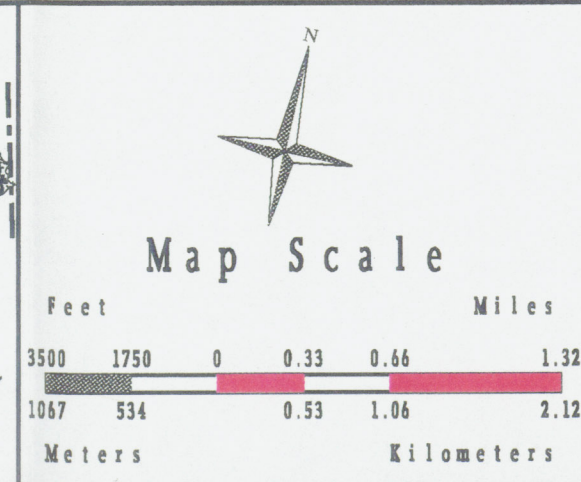 N
Map Scale
Feet Miles
3500 1750 0 0.33 0.66 1.32
1067 534 0.53 1.06 2.12
Meters Kilometers